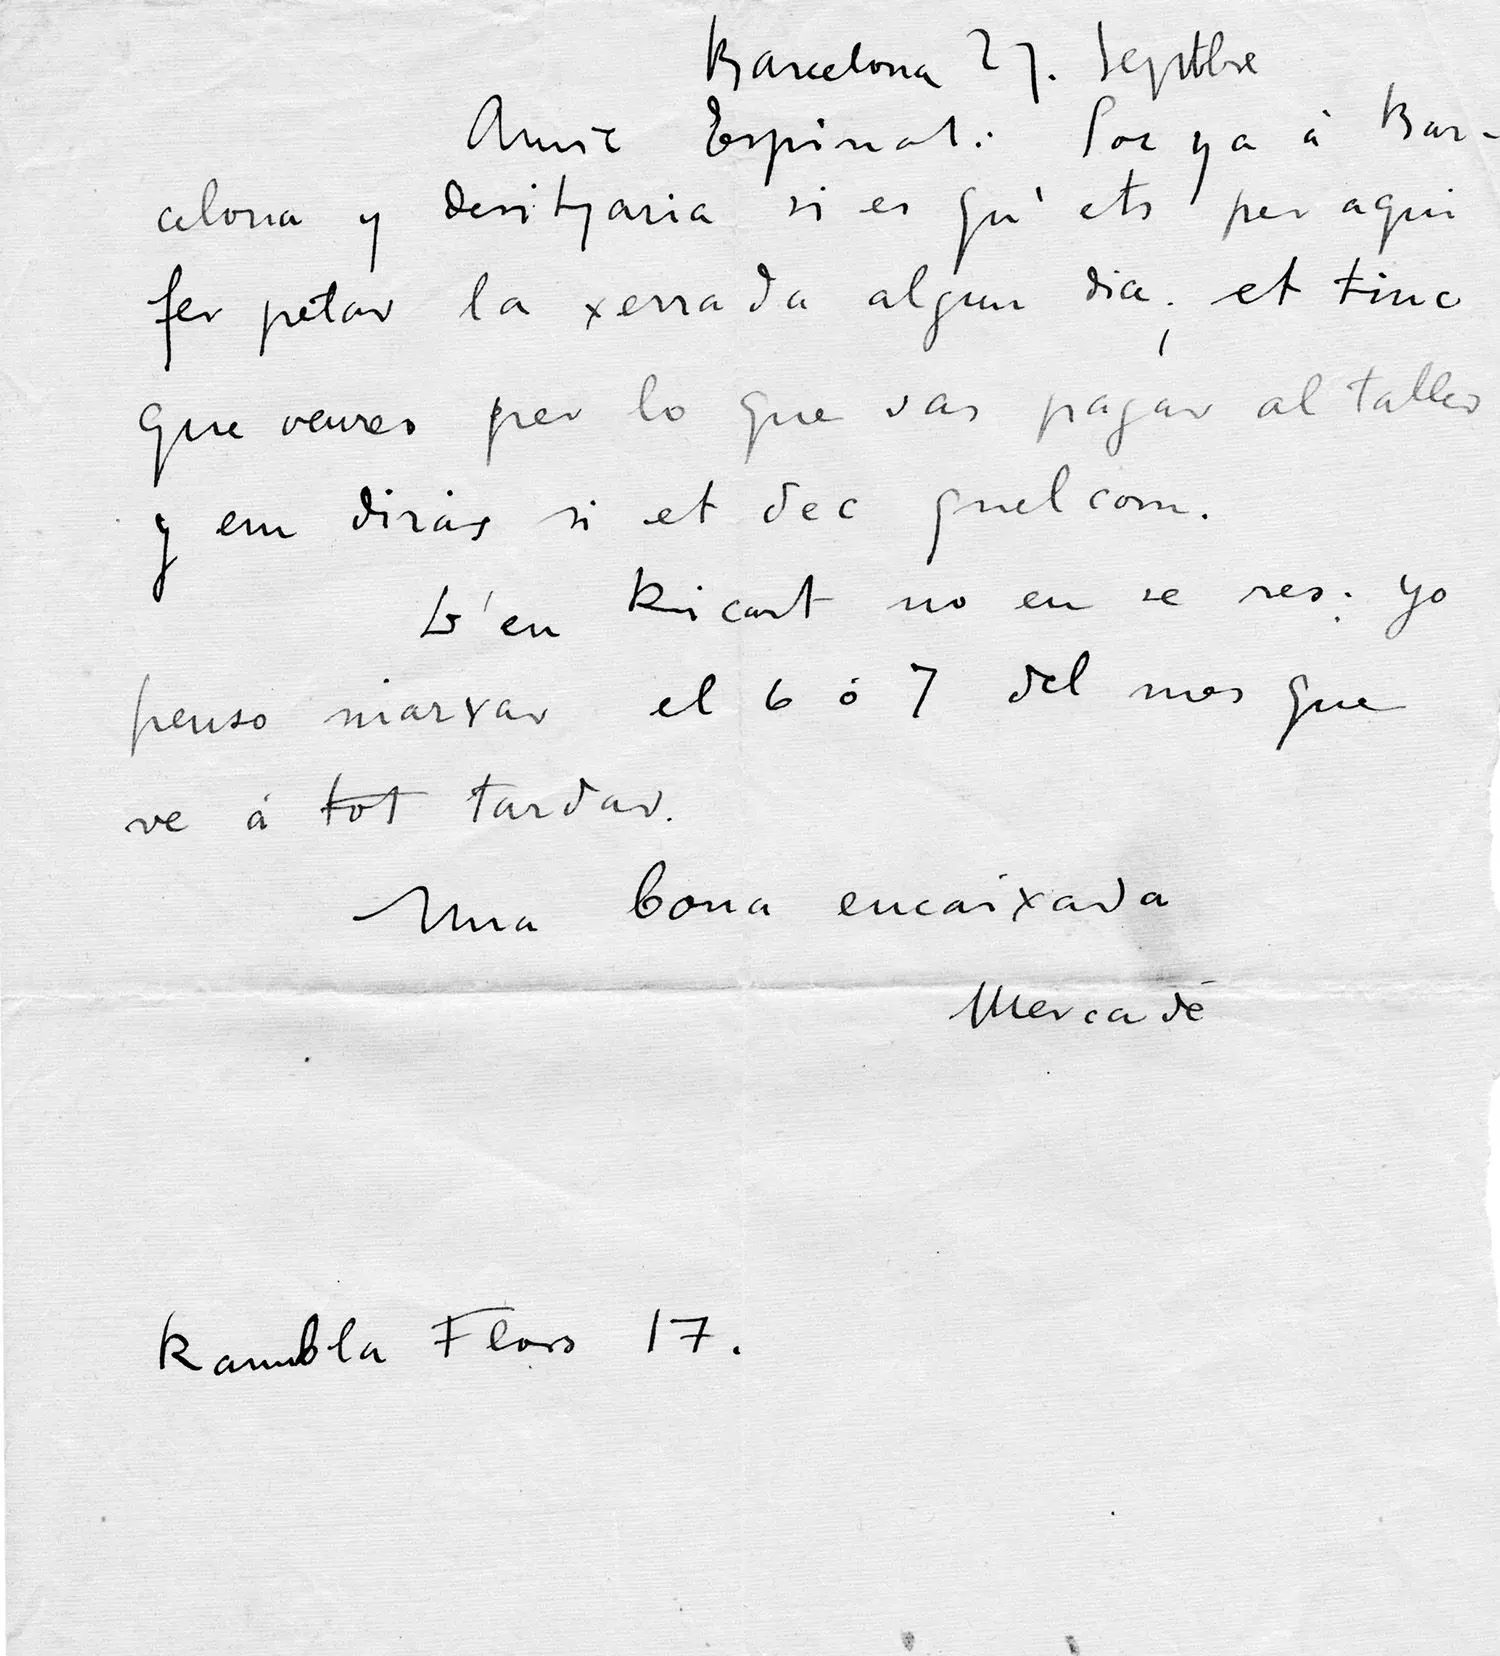 Barcelona 27. Septbre
Amic Espinal: Soc ya á Bar-
celona y desitjaria si es qu' ets per aqui
fer petar la xerrada algun dia; et tinc
que veures per lo que vas pagár al taller
y em dirás si et dec quelcom.
D'en Ricart no en se res; yo
penso marxar el 6 ó 7 del mes que
ve á tot tardar.
Una bona encaixada
Mercadé
Rambla Flors 17.